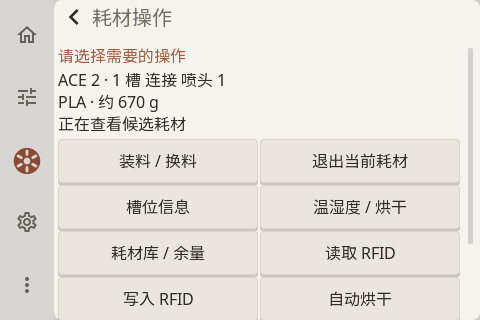 耗材操作
请选择需要的操作
ACE 2 · 1 槽 连接 喷头 1
PLA · 约 670 g
正在查看候选耗材
装料 / 换料
退出当前耗材
槽位信息
温湿度 / 烘干
耗材库 / 余量
读取 RFID
写入 RFID
自动烘干